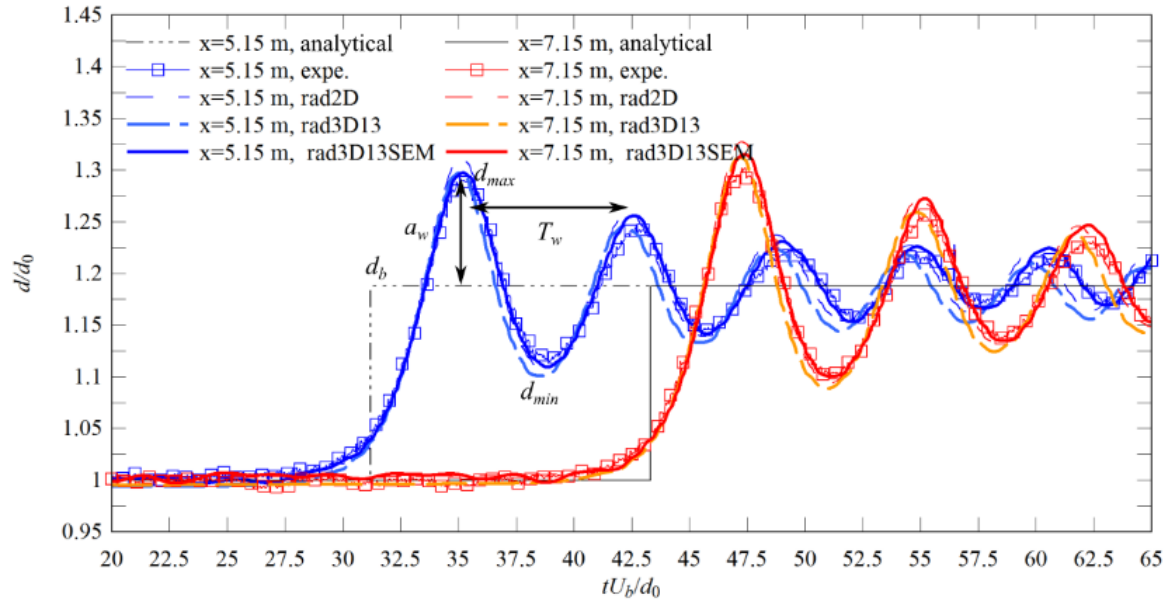 1.45
1.4
1.35
1.3
1.25
1.2
1.15
1.1
1.05
1
0.95
d/d0
x=5.15 m, analytical
x=5.15 m, expe.
x=5.15 m, rad2D
x=5.15 m, rad3D13
x=5.15 m, rad3D13SEM
x=7.15 m, analytical
x=7.15 m, expe.
x=7.15 m, rad2D
x=7.15 m, rad3D13
x=7.15 m, rad3D13SEM
dmax
aw
Tw
db
dmin
20 22.5 25 27.5 30 32.5 35 37.5 40 42.5 45 47.5 50 52.5 55 57.5 60 62.5 65
tUb/d0